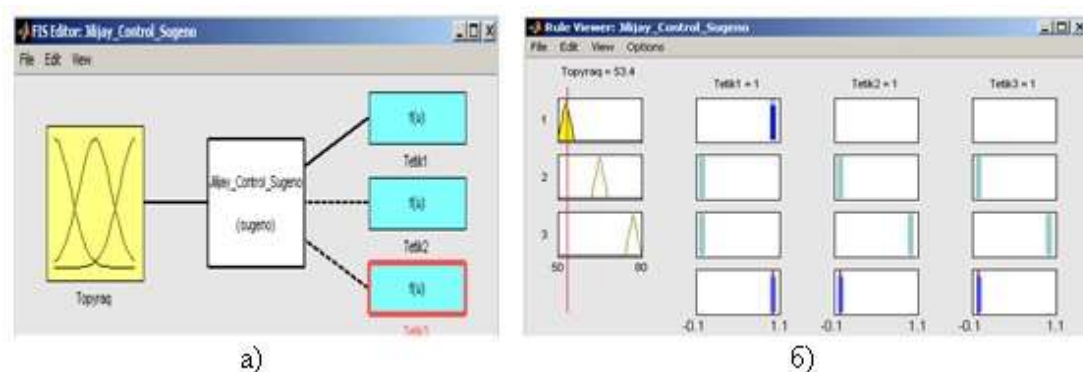 FIS Editor: Jilijay_Control_Sugeno
File Edit View
f(u)
Tetik1
Jilijay_Control_Sugeno
(sugeno)
f(u)
Tetik2
f(u)
Topyraq
а)
Rule Viewer: Jilijay_Control_Sugeno
File Edit View Options
Topyraq = 53.4
Tetik1 = 1
Tetik2 = 1
Tetik3 = 1
1
2
3
50
-0.1 1.1
-0.1 1.1
-0.1 1.1
б)